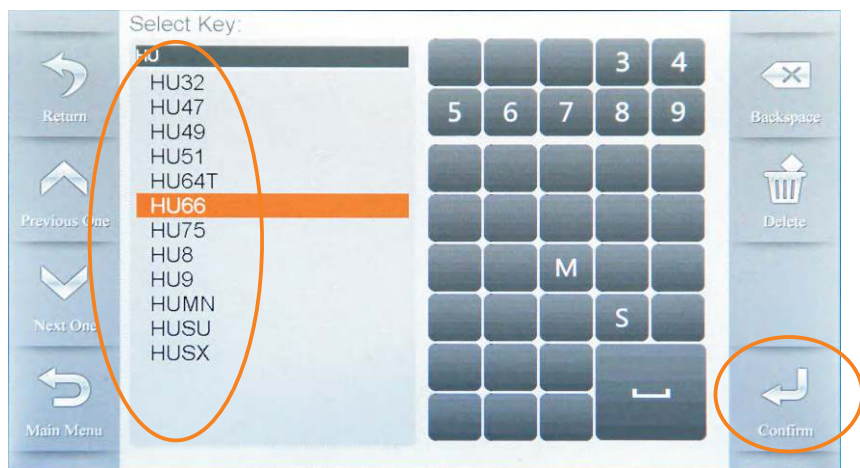 Select Key:
HU
HU32
HU47
HU49
HU51
HU64T
HU66
HU75
HU8
HU9
HUMN
HUSU
HUSX
Return
Previous One
Next One
Main Menu
3 4
5 6 7 8 9
M
S
Backspace
Delete
Confirm